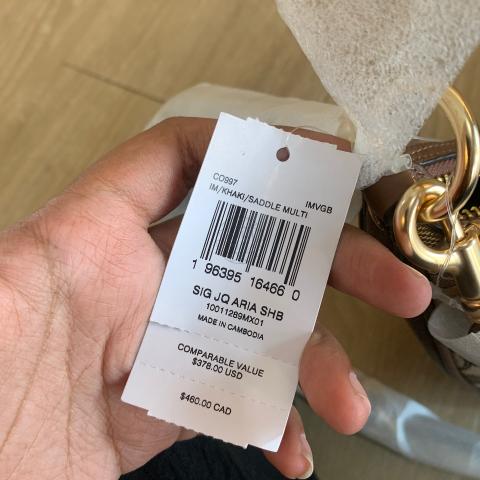 CO997
IM/KHAKI/SADDLE MULTI IMVGB
1 96395 16466 0
SIG JQ ARIA SHB
10011289MX01
MADE IN CAMBODIA
COMPARABLE VALUE
$378.00 USD
$460.00 CAD